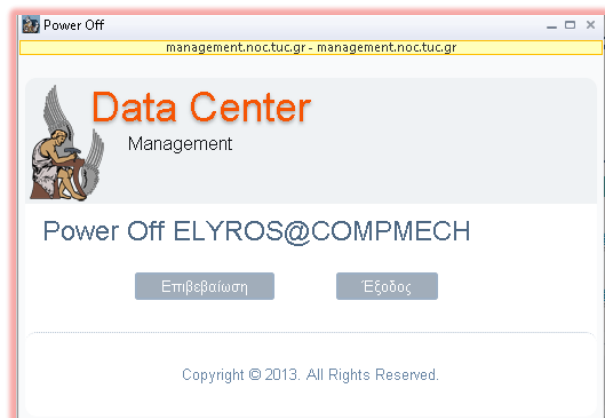 Power Off
management.noc.tuc.gr - management.noc.tuc.gr
Data Center
Management
Power Off ELYROS@COMPMECH
Επιβεβαίωση Έξοδος
Copyright © 2013. All Rights Reserved.